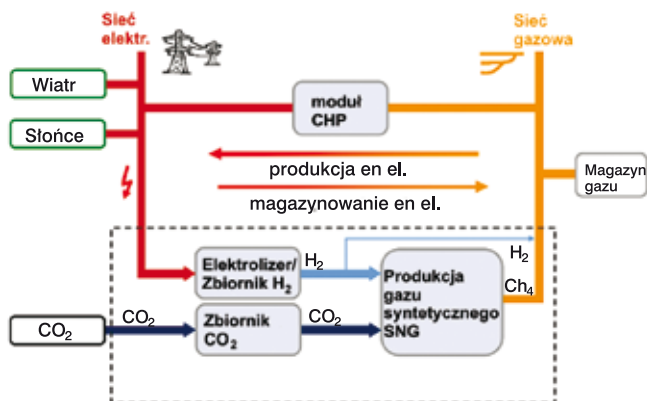 Sieć
elektr.
Sieć
gazowa
Wiatr
moduł
CHP
Słońce
produkcja en el.
Magazyn
gazu
magazynowanie en el.
Elektrolizer/
Zbiornik H₂
H₂
H₂
Produkcja
gazu
syntetycznego
SNG
Ch₄
CO₂
CO₂
Zbiornik
CO₂
CO₂